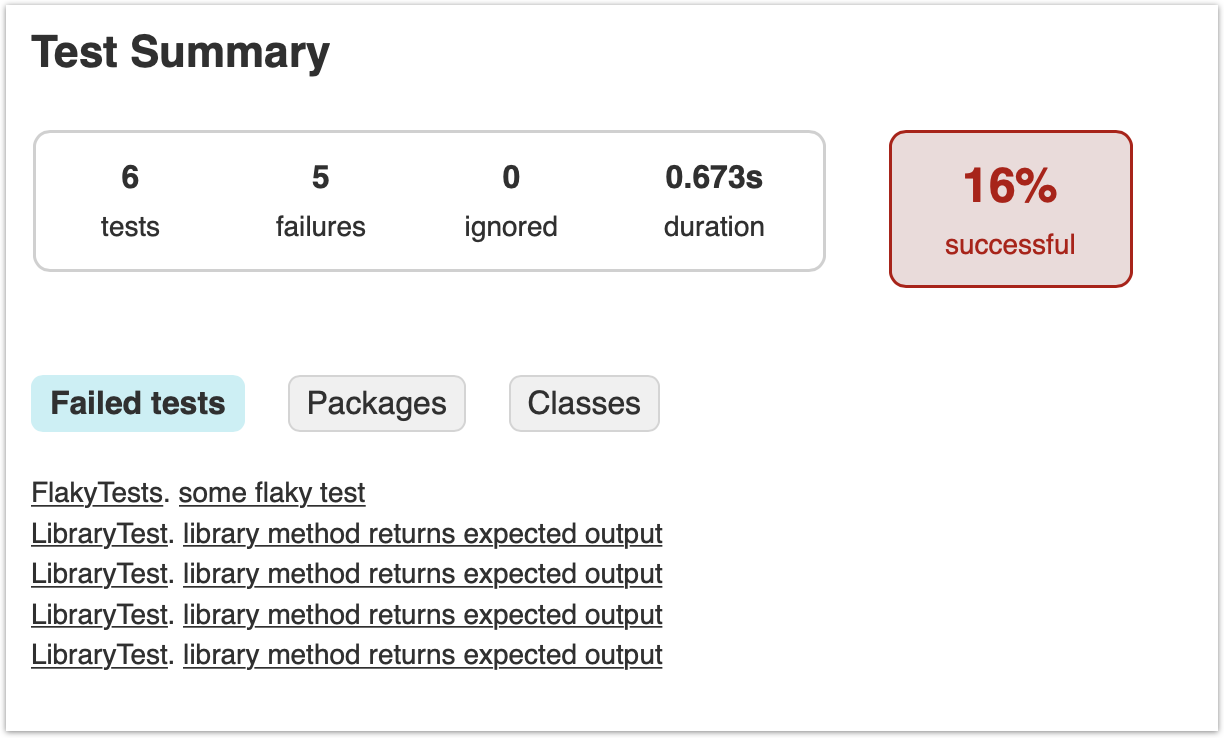 Test Summary
6 5 0 0.673s
tests failures ignored duration
16%
successful
Failed tests Packages Classes
FlakyTests. some flaky test
LibraryTest. library method returns expected output
LibraryTest. library method returns expected output
LibraryTest. library method returns expected output
LibraryTest. library method returns expected output